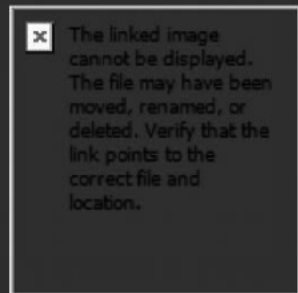 The linked image
cannot be displayed.
The file may have been
moved, renamed, or
deleted. Verify that the
link points to the
correct file and
location.